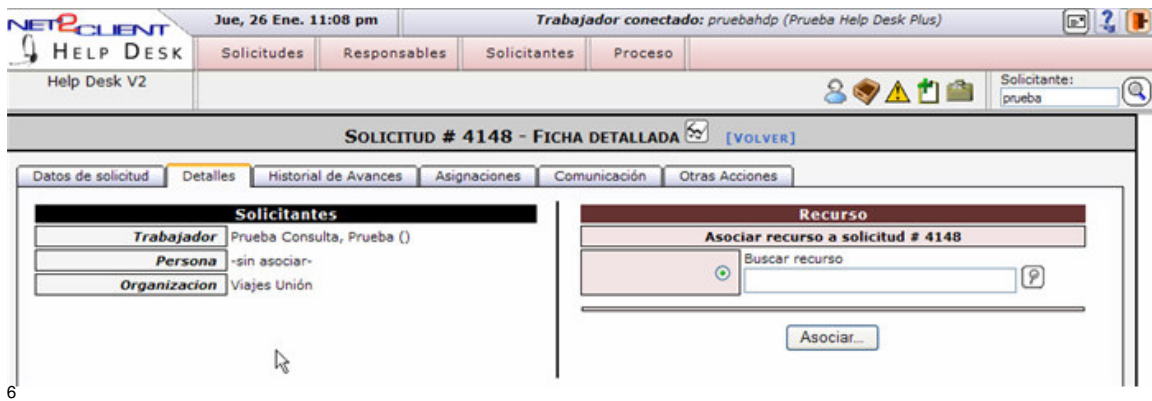 NET2CLIENT
Jue, 26 Ene. 11:08 pm
Trabajador conectado: pruebahdp (Prueba Help Desk Plus)
HELP DESK
Solicitudes
Responsables
Solicitantes
Proceso
Help Desk V2
Solicitante:
prueba
SOLICITUD # 4148 - FICHA DETALLADA [VOLVER]
Datos de solicitud
Detalles
Historial de Avances
Asignaciones
Comunicación
Otras Acciones
Solicitantes
Trabajador Prueba Consulta, Prueba ()
Persona -sin asociar-
Organizacion Viajes Unión
Recurso
Asociar recurso a solicitud # 4148
Buscar recurso
Asociar...
6